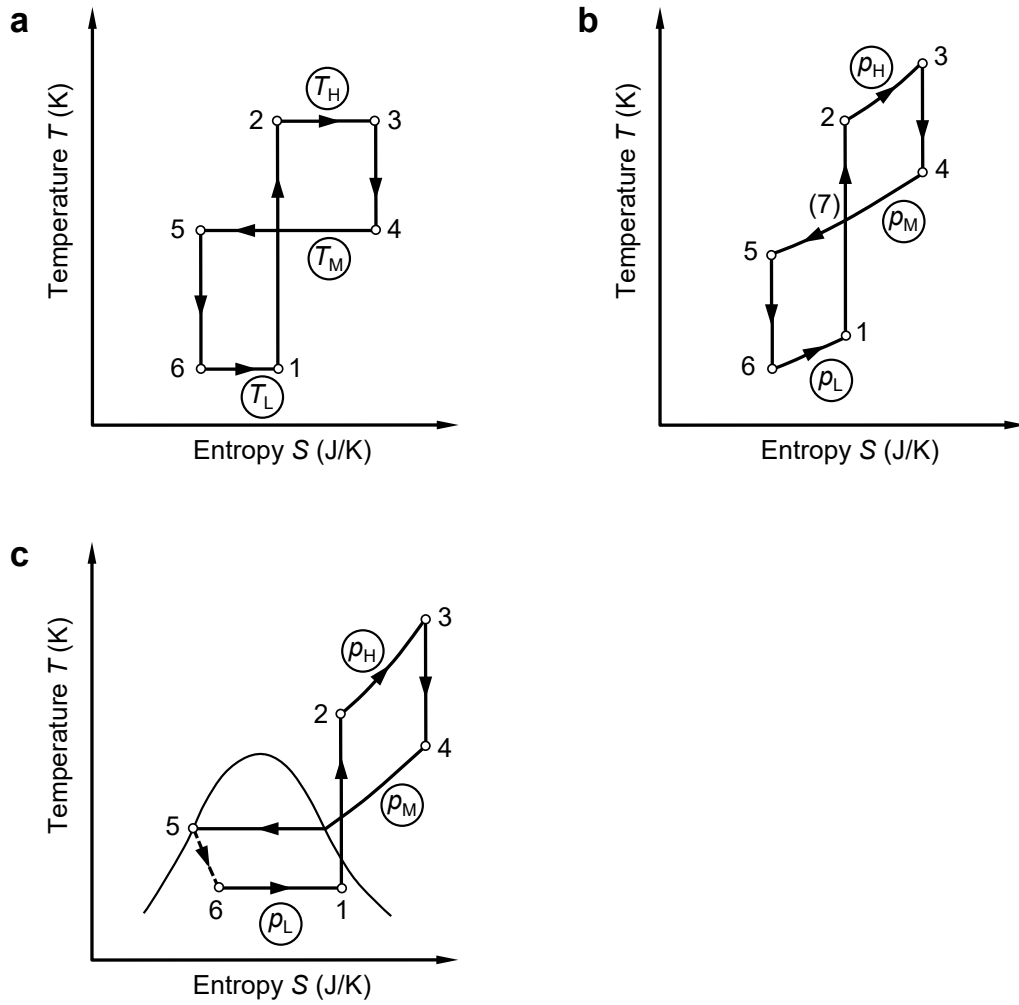 a
Temperature T (K)
2
T_H
3
5
4
T_M
6
1
T_L
Entropy S (J/K)
b
Temperature T (K)
p_H
3
2
4
(7)
p_M
5
1
6
p_L
Entropy S (J/K)
c
Temperature T (K)
3
p_H
2
4
p_M
5
6
1
p_L
Entropy S (J/K)